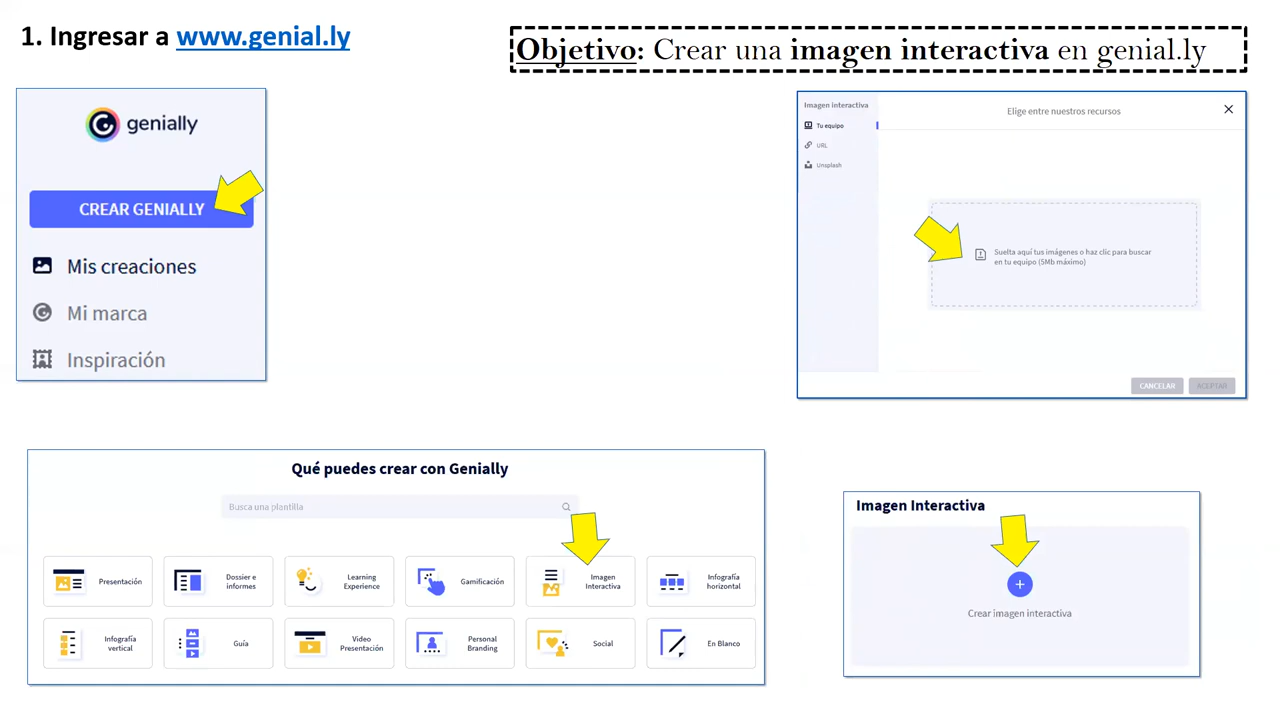 1. Ingresar a www.genial.ly
Objetivo: Crear una imagen interactiva en genial.ly
genially
CREAR GENIALLY
Mis creaciones
Mi marca
Inspiración
Imagen interactiva
Tu equipo
URL
Unsplash
Elige entre nuestros recursos
Suelta aquí tus imágenes o haz clic para buscar
en tu equipo (5Mb máximo)
CANCELAR
ACEPTAR
Qué puedes crear con Genially
Busca una plantilla
Presentación
Dossier e
informes
Learning
Experience
Gamificación
Imagen
Interactiva
Infografía
horizontal
Infografía
vertical
Guía
Video
Presentación
Personal
Branding
Social
En Blanco
Imagen Interactiva
Crear imagen interactiva